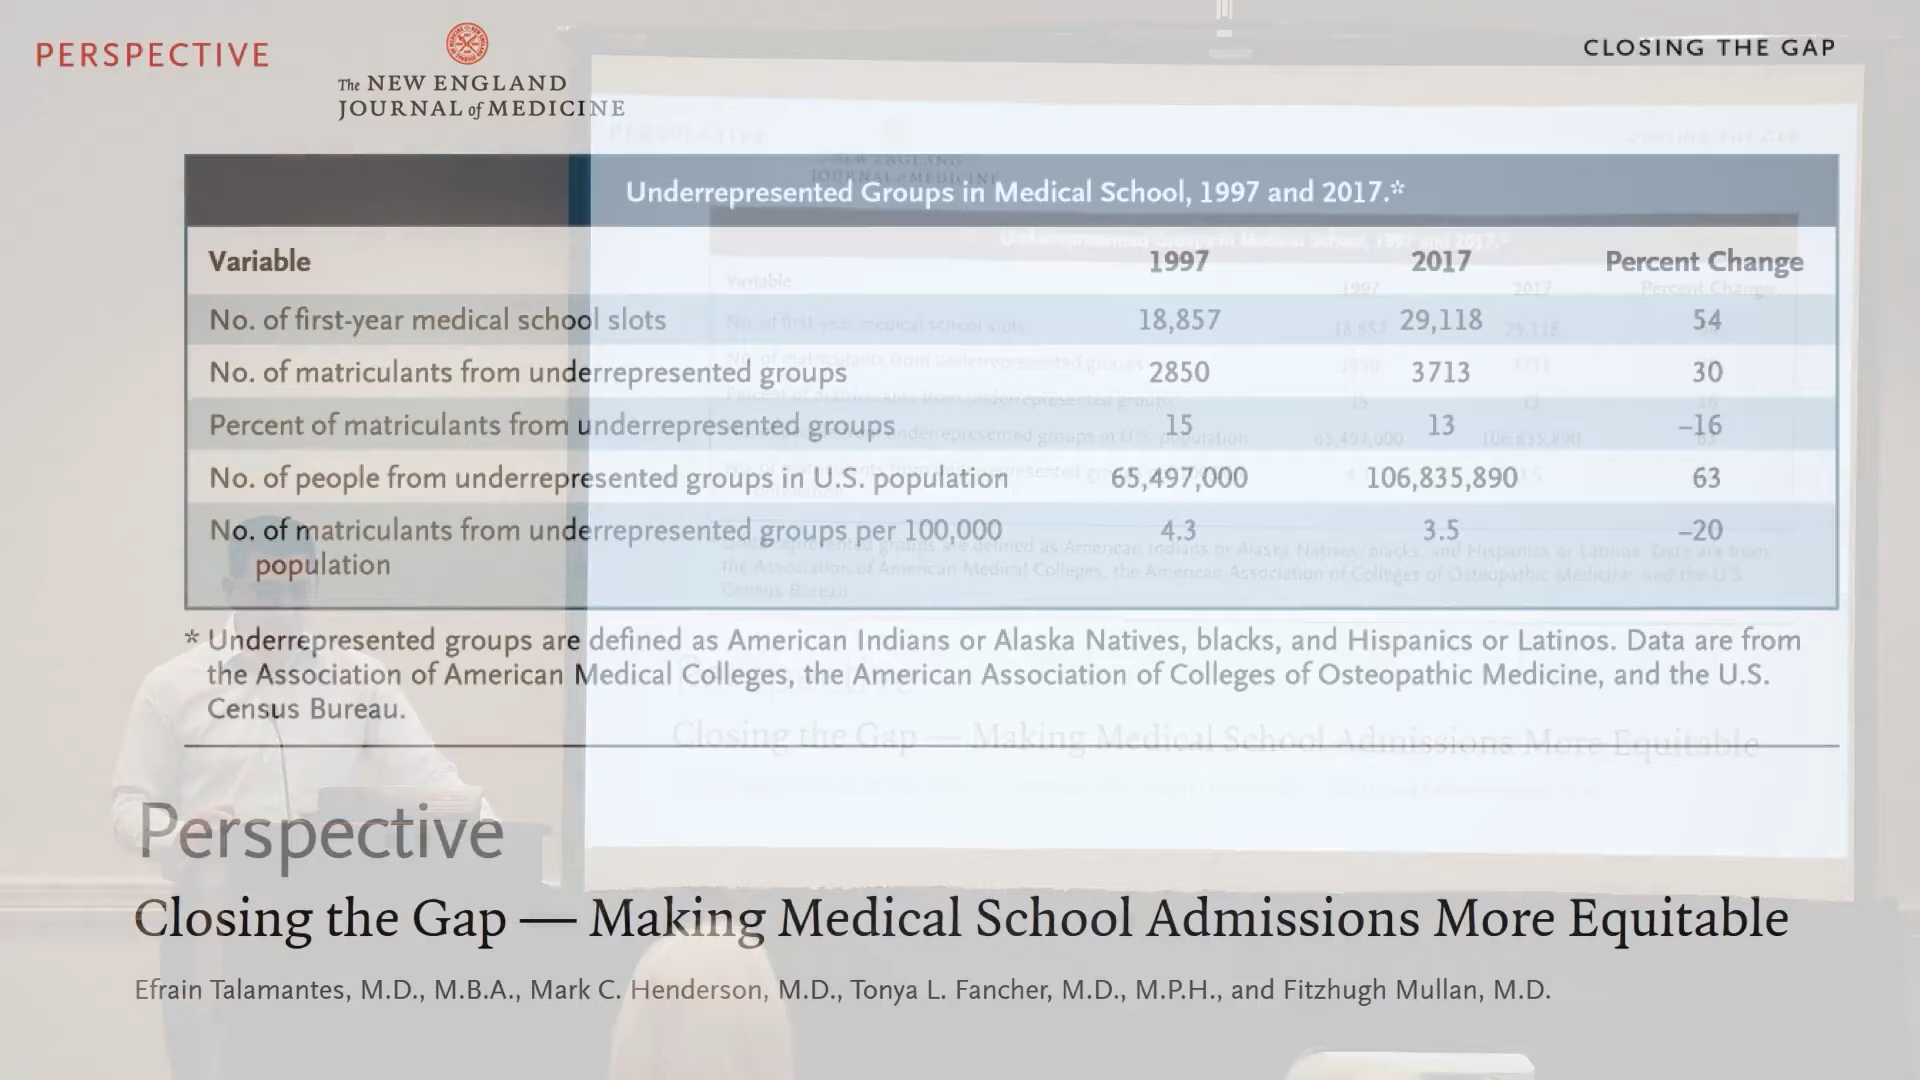 PERSPECTIVE
The NEW ENGLAND
JOURNAL of MEDICINE
CLOSING THE GAP
Underrepresented Groups in Medical School, 1997 and 2017.*
Variable 1997 2017 Percent Change
No. of first-year medical school slots 18,857 29,118 54
No. of matriculants from underrepresented groups 2850 3713 30
Percent of matriculants from underrepresented groups 15 13 –16
No. of people from underrepresented groups in U.S. population 65,497,000 106,835,890 63
No. of matriculants from underrepresented groups per 100,000 4.3 3.5 –20
population
* Underrepresented groups are defined as American Indians or Alaska Natives, blacks, and Hispanics or Latinos. Data are from
the Association of American Medical Colleges, the American Association of Colleges of Osteopathic Medicine, and the U.S.
Census Bureau.
Perspective
Closing the Gap — Making Medical School Admissions More Equitable
Efrain Talamantes, M.D., M.B.A., Mark C. Henderson, M.D., Tonya L. Fancher, M.D., M.P.H., and Fitzhugh Mullan, M.D.